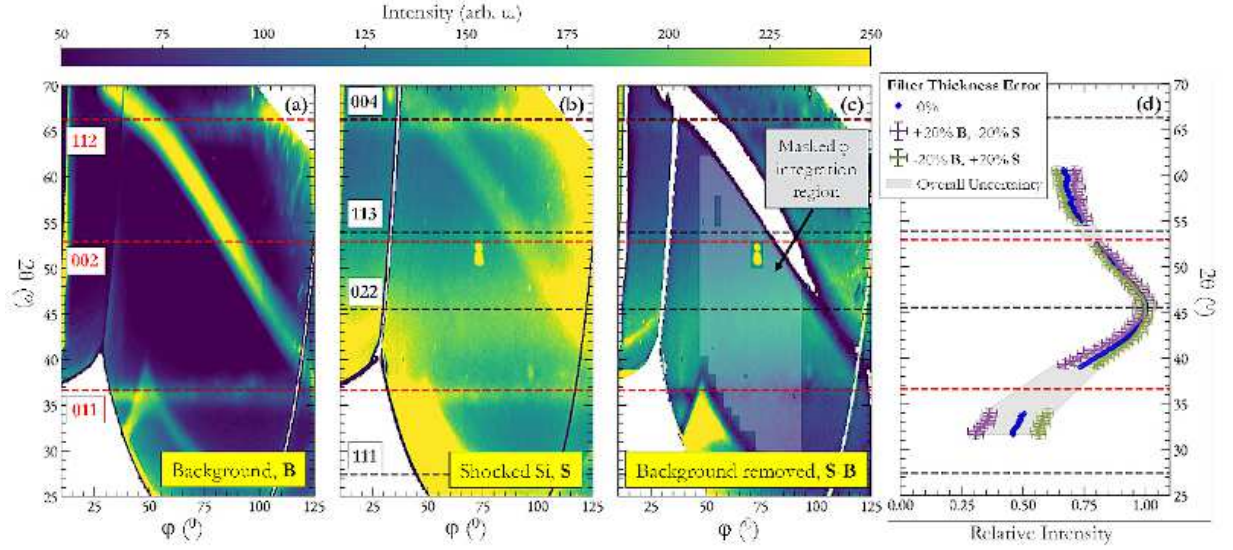 Intensity (arb. u.)
50 75 100 125 150 175 200 225 250
(a) (b) (c) (d)
70 65 60 55 50 45 40 35 30 25
2θ (°)
112
002
011
004
113
022
111
Background, B
Shocked Si, S
Background removed, S-B
Masked φ
integration
region
25 50 75 100 125
φ (°)
25 50 75 100 125
φ (°)
25 50 75 100 125
φ (°)
Filter Thickness Error
0%
+20% B, -20% S
-20% B, +20% S
Overall Uncertainty
70 65 60 55 50 45 40 35 30 25
2θ (°)
0.00 0.25 0.50 0.75 1.00
Relative Intensity